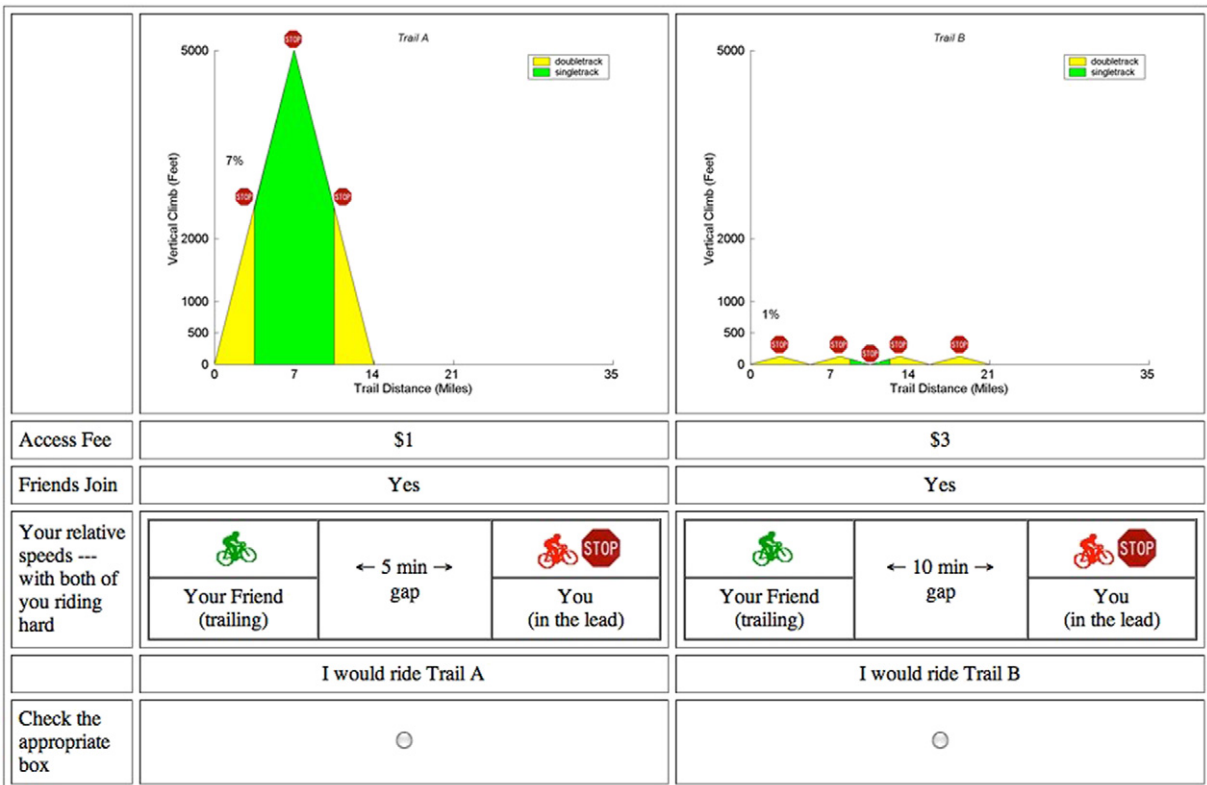 Trail A
5000
STOP
doubletrack
singletrack
7%
STOP
STOP
Vertical Climb (Feet)
2000
1000
500
0
0
7
14
21
35
Trail Distance (Miles)
Trail B
5000
doubletrack
singletrack
Vertical Climb (Feet)
2000
1000
500
0
1%
STOP
STOP
STOP
STOP
STOP
0
7
14
21
35
Trail Distance (Miles)
Access Fee
$1
$3
Friends Join
Yes
Yes
Your relative
speeds ---
with both of
you riding
hard
STOP
← 5 min →
gap
Your Friend
(trailing)
You
(in the lead)
STOP
← 10 min →
gap
Your Friend
(trailing)
You
(in the lead)
I would ride Trail A
I would ride Trail B
Check the
appropriate
box